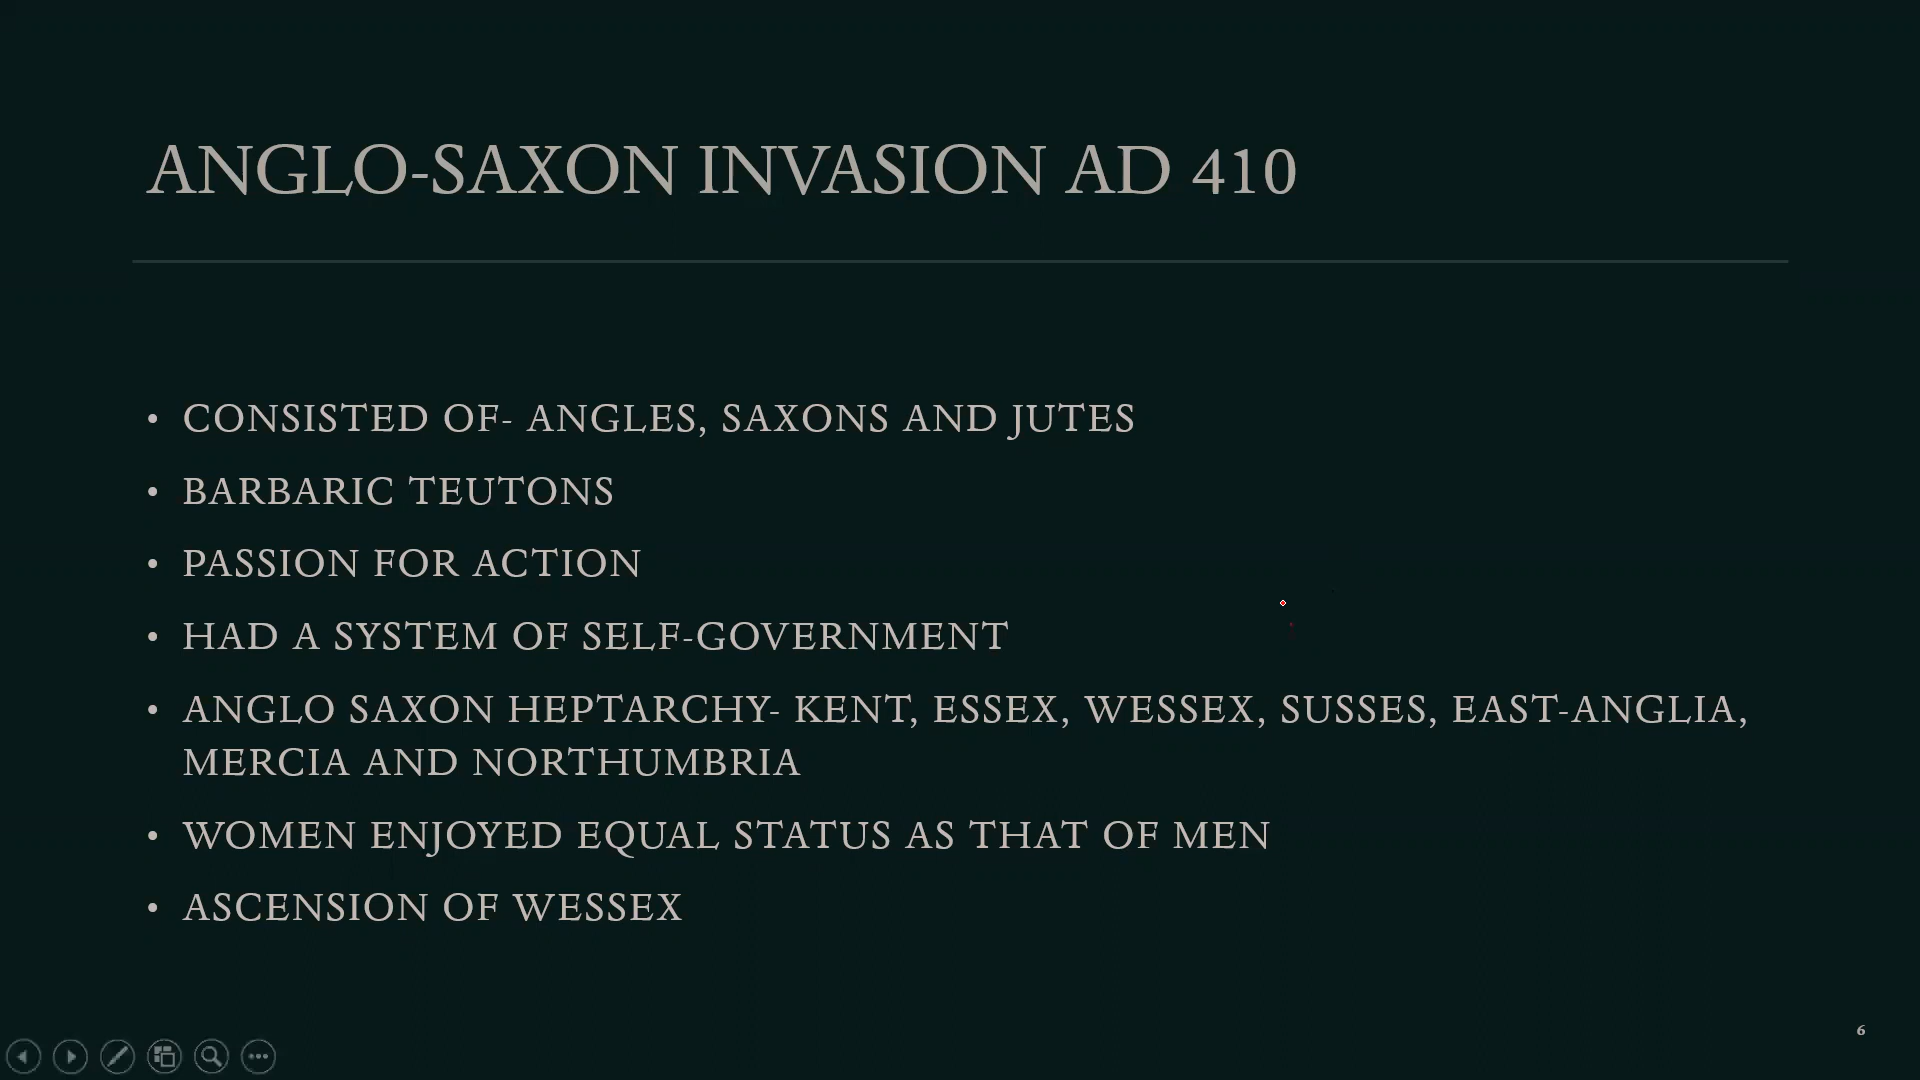 ANGLO-SAXON INVASION AD 410
• CONSISTED OF- ANGLES, SAXONS AND JUTES
• BARBARIC TEUTONS
• PASSION FOR ACTION
• HAD A SYSTEM OF SELF-GOVERNMENT
• ANGLO SAXON HEPTARCHY- KENT, ESSEX, WESSEX, SUSSES, EAST-ANGLIA,
MERCIA AND NORTHUMBRIA
• WOMEN ENJOYED EQUAL STATUS AS THAT OF MEN
• ASCENSION OF WESSEX
6